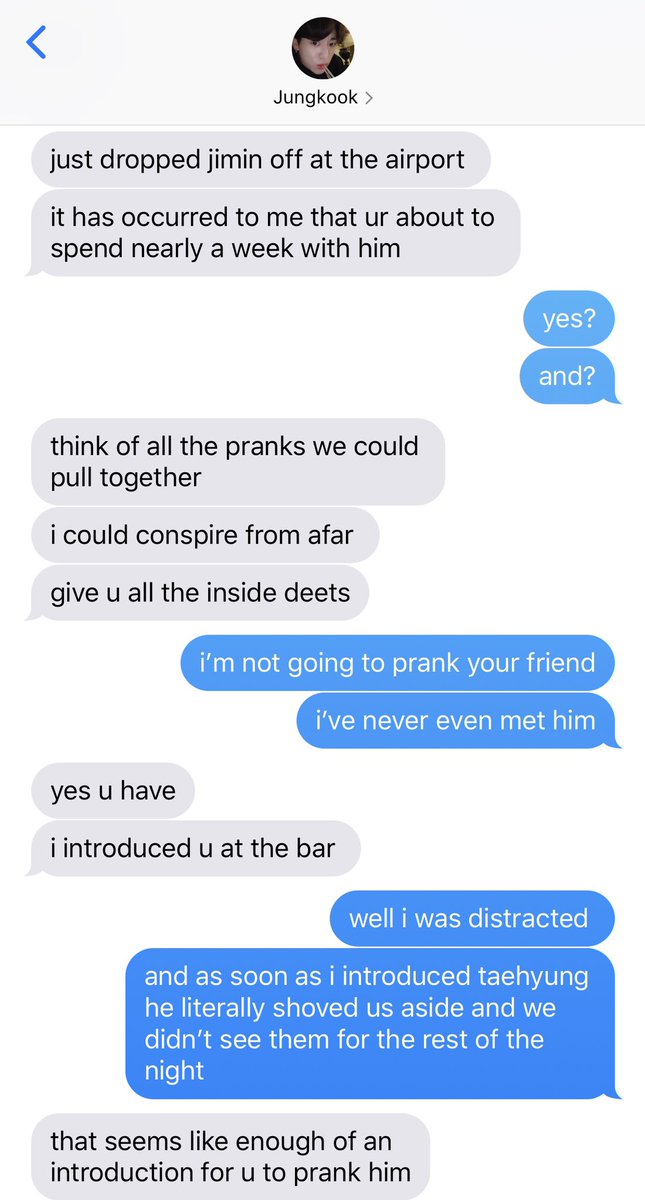 Jungkook
just dropped jimin off at the airport
it has occurred to me that ur about to
spend nearly a week with him
yes?
and?
think of all the pranks we could
pull together
i could conspire from afar
give u all the inside deets
i’m not going to prank your friend
i’ve never even met him
yes u have
i introduced u at the bar
well i was distracted
and as soon as i introduced taehyung
he literally shoved us aside and we
didn’t see them for the rest of the
night
that seems like enough of an
introduction for u to prank him